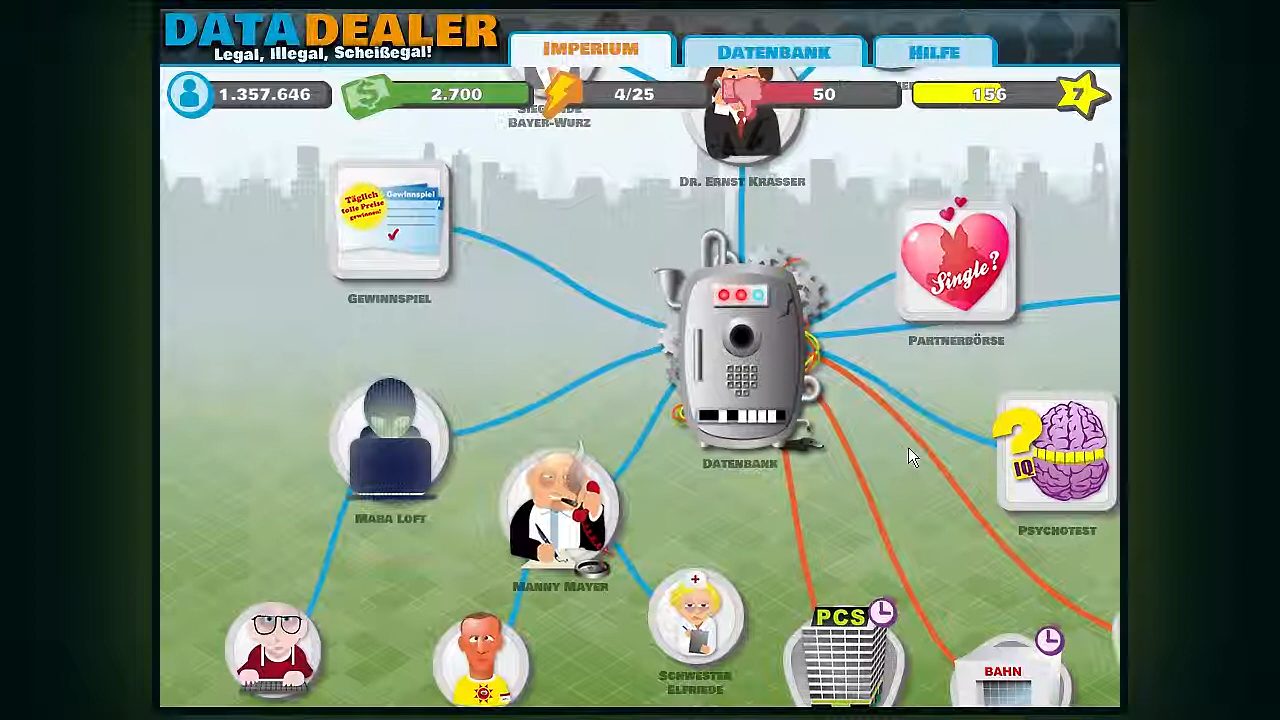 DATADEALER
Legal, Illegal, Scheißegal!
IMPERIUM
DATENBANK
HILFE
1.357.646
$
2.700
4/25
50
156
7
BAYER-WURZ
DR. ERNST KRASSER
Täglich
tolle Preise
gewinnen!
Gewinnspiel
GEWINNSPIEL
Single?
PARTNERBÖRSE
DATENBANK
?
IQ
PSYCHOTEST
MABA LOFT
MANNY MAYER
SCHWESTER
ELFRIEDE
PCS
BAHN